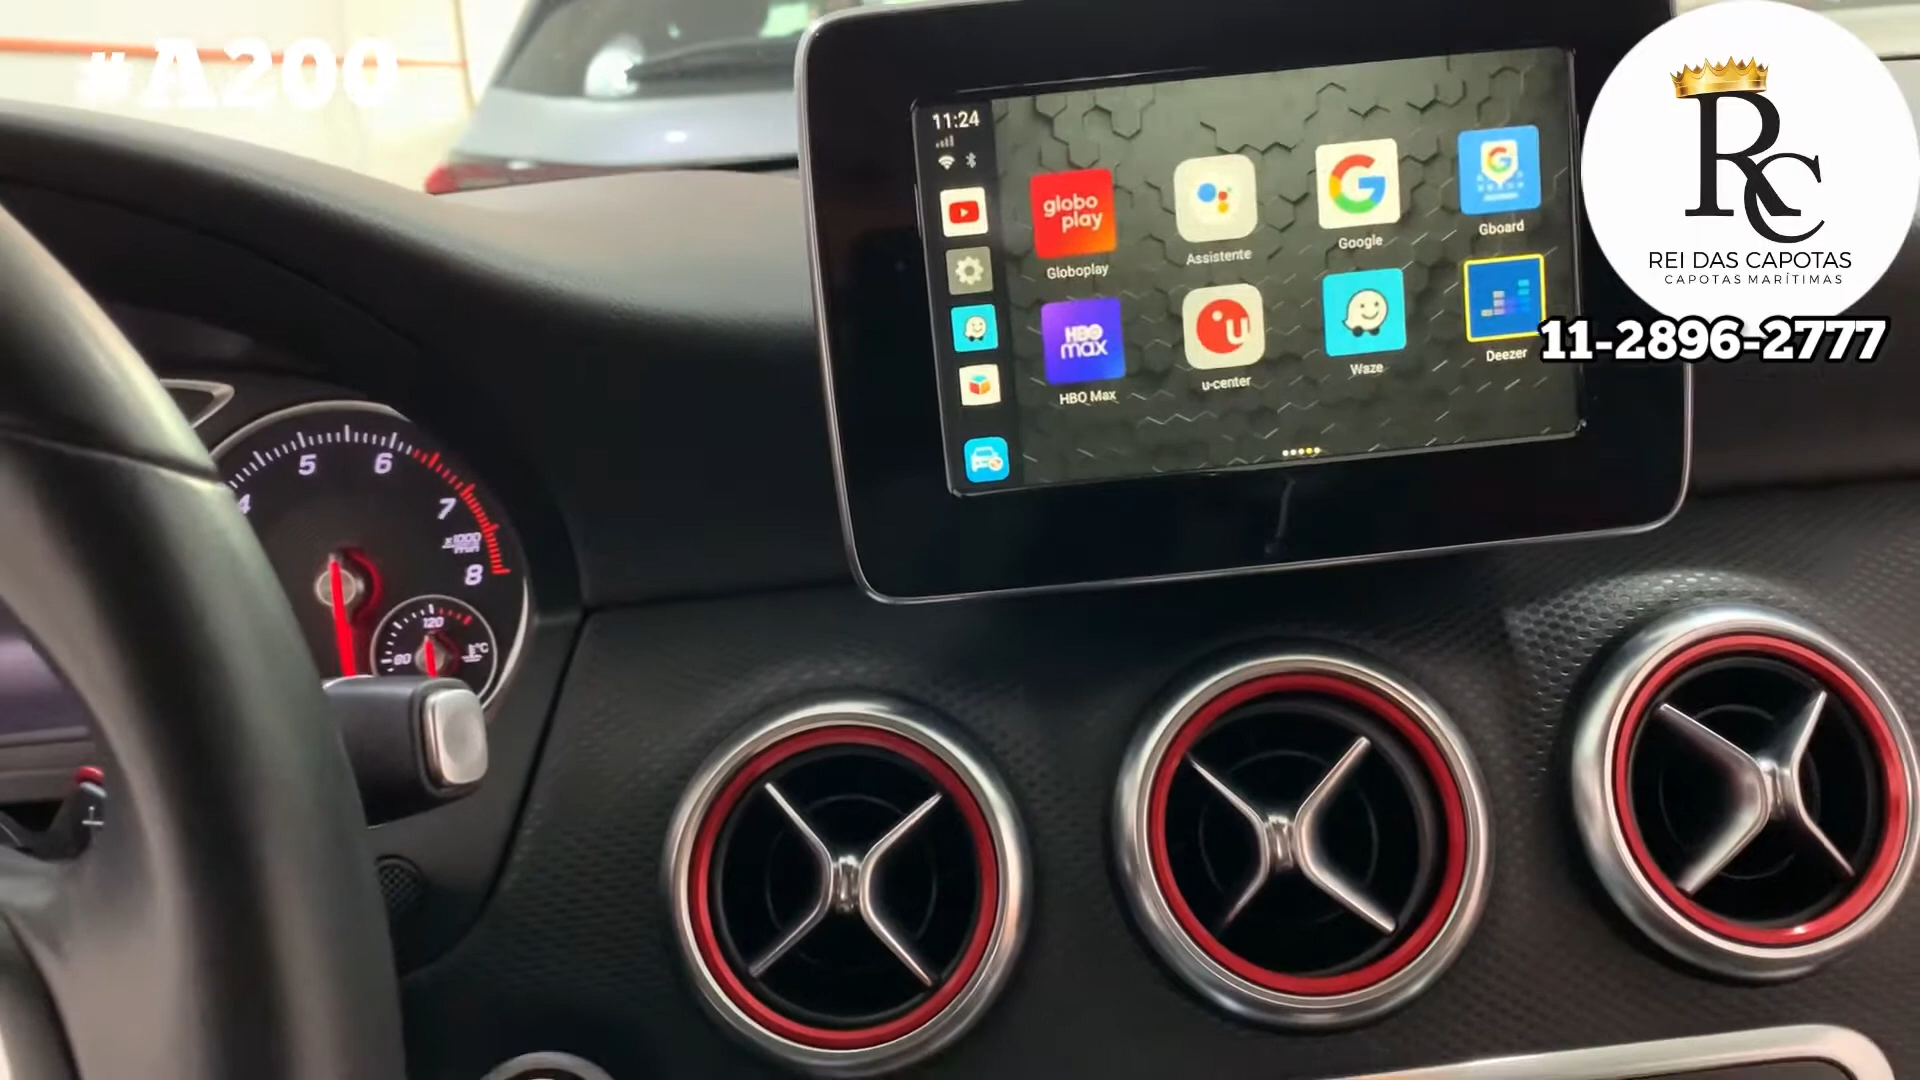 #A200
11:24
globo
play
Globoplay
Assistente
Google
Gboard
HBO
max
HBO Max
u
u-center
Waze
Deezer
RC
REI DAS CAPOTAS
CAPOTAS MARÍTIMAS
11-2896-2777
4
5
6
7
x1000
min
8
120
60
°C